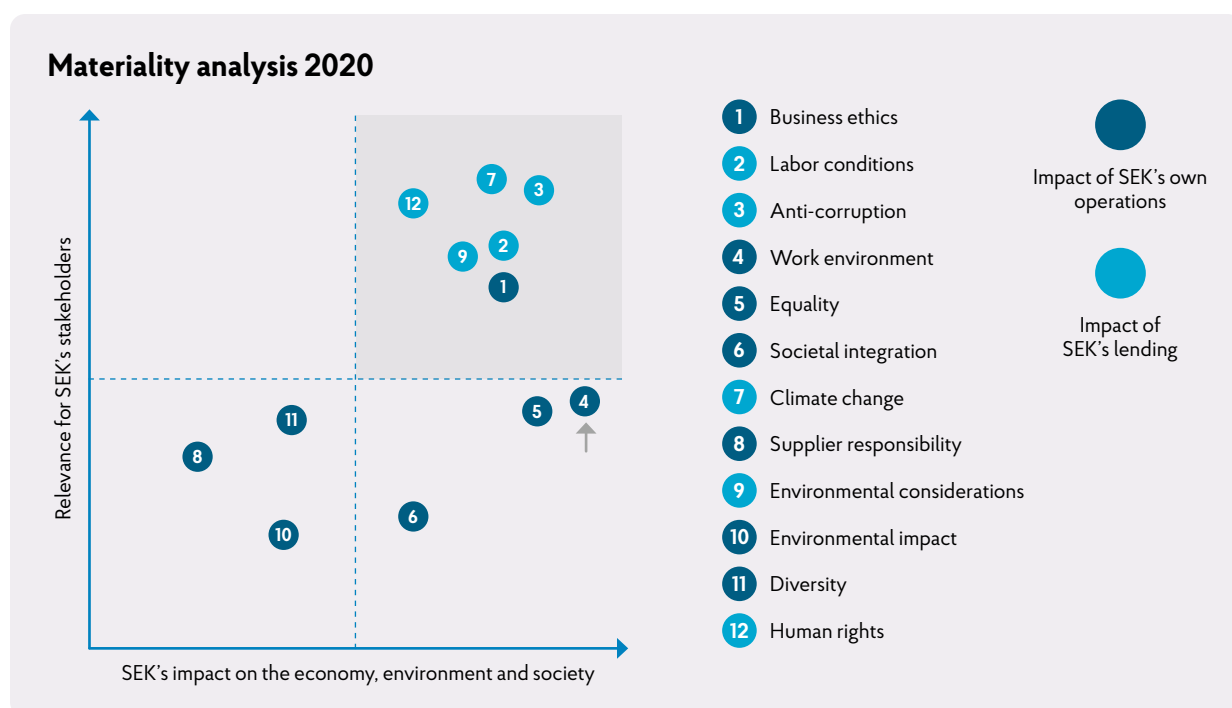 Materiality analysis 2020
Relevance for SEK's stakeholders
7
3
12
2
9
1
4
5
11
8
6
10
SEK's impact on the economy, environment and society
1 Business ethics
2 Labor conditions
3 Anti-corruption
4 Work environment
5 Equality
6 Societal integration
7 Climate change
8 Supplier responsibility
9 Environmental considerations
10 Environmental impact
11 Diversity
12 Human rights
Impact of SEK's own
operations
Impact of
SEK's lending